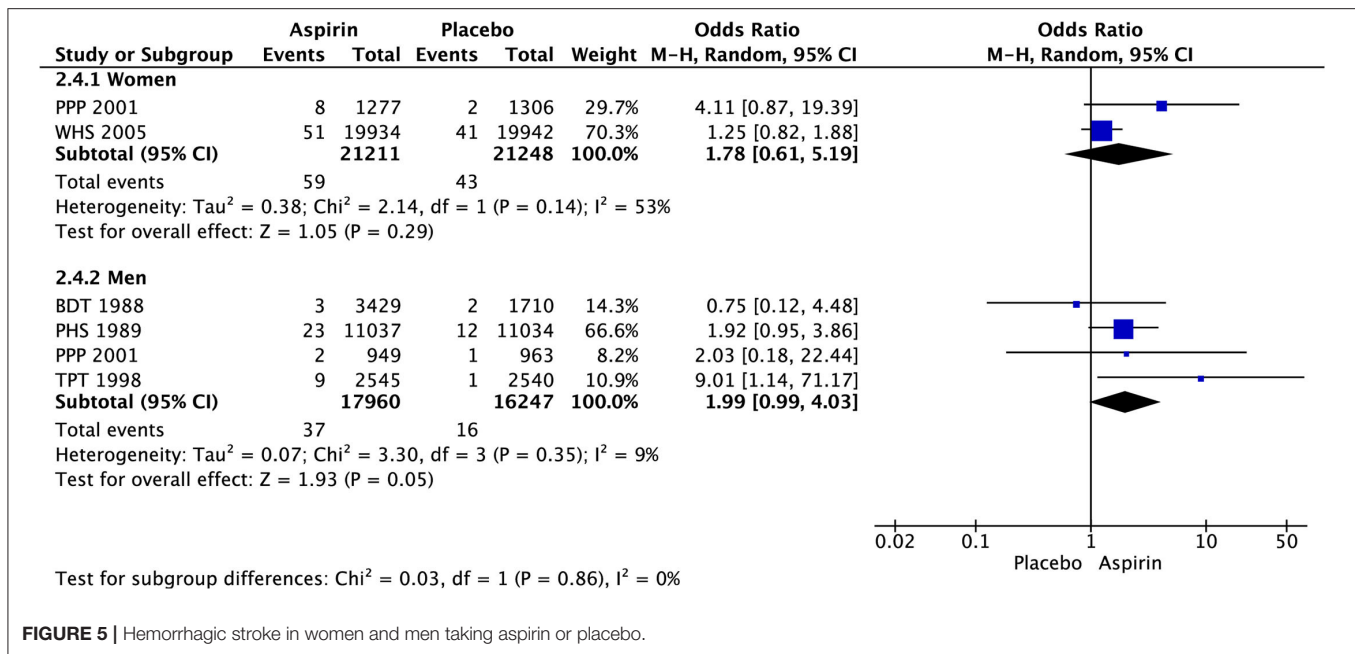 Aspirin Placebo Odds Ratio Odds Ratio
Study or Subgroup Events Total Events Total Weight M-H, Random, 95% CI M-H, Random, 95% CI
2.4.1 Women
PPP 2001 8 1277 2 1306 29.7% 4.11 [0.87, 19.39]
WHS 2005 51 19934 41 19942 70.3% 1.25 [0.82, 1.88]
Subtotal (95% CI) 21211 21248 100.0% 1.78 [0.61, 5.19]
Total events 59 43
Heterogeneity: Tau² = 0.38; Chi² = 2.14, df = 1 (P = 0.14); I² = 53%
Test for overall effect: Z = 1.05 (P = 0.29)
2.4.2 Men
BDT 1988 3 3429 2 1710 14.3% 0.75 [0.12, 4.48]
PHS 1989 23 11037 12 11034 66.6% 1.92 [0.95, 3.86]
PPP 2001 2 949 1 963 8.2% 2.03 [0.18, 22.44]
TPT 1998 9 2545 1 2540 10.9% 9.01 [1.14, 71.17]
Subtotal (95% CI) 17960 16247 100.0% 1.99 [0.99, 4.03]
Total events 37 16
Heterogeneity: Tau² = 0.07; Chi² = 3.30, df = 3 (P = 0.35); I² = 9%
Test for overall effect: Z = 1.93 (P = 0.05)
0.02 0.1 1 10 50
Placebo Aspirin
Test for subgroup differences: Chi² = 0.03, df = 1 (P = 0.86), I² = 0%
FIGURE 5 | Hemorrhagic stroke in women and men taking aspirin or placebo.